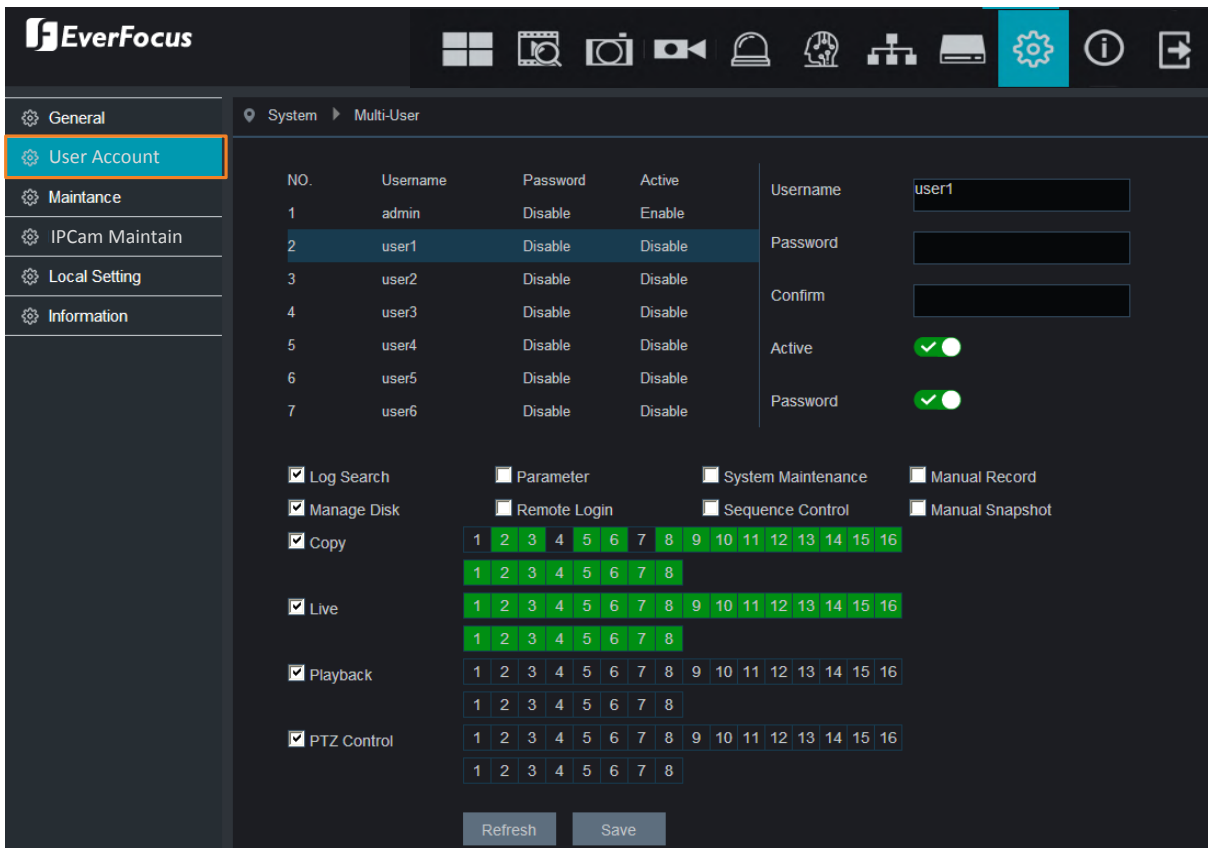 EverFocus
General
User Account
Maintance
IPCam Maintain
Local Setting
Information
System Multi-User
NO. Username Password Active
1 admin Disable Enable
2 user1 Disable Disable
3 user2 Disable Disable
4 user3 Disable Disable
5 user4 Disable Disable
6 user5 Disable Disable
7 user6 Disable Disable
Username user1
Password
Confirm
Active
Password
Log Search Parameter System Maintenance Manual Record
Manage Disk Remote Login Sequence Control Manual Snapshot
Copy 1 2 3 4 5 6 7 8 9 10 11 12 13 14 15 16
1 2 3 4 5 6 7 8
Live 1 2 3 4 5 6 7 8 9 10 11 12 13 14 15 16
1 2 3 4 5 6 7 8
Playback 1 2 3 4 5 6 7 8 9 10 11 12 13 14 15 16
1 2 3 4 5 6 7 8
PTZ Control 1 2 3 4 5 6 7 8 9 10 11 12 13 14 15 16
1 2 3 4 5 6 7 8
Refresh Save